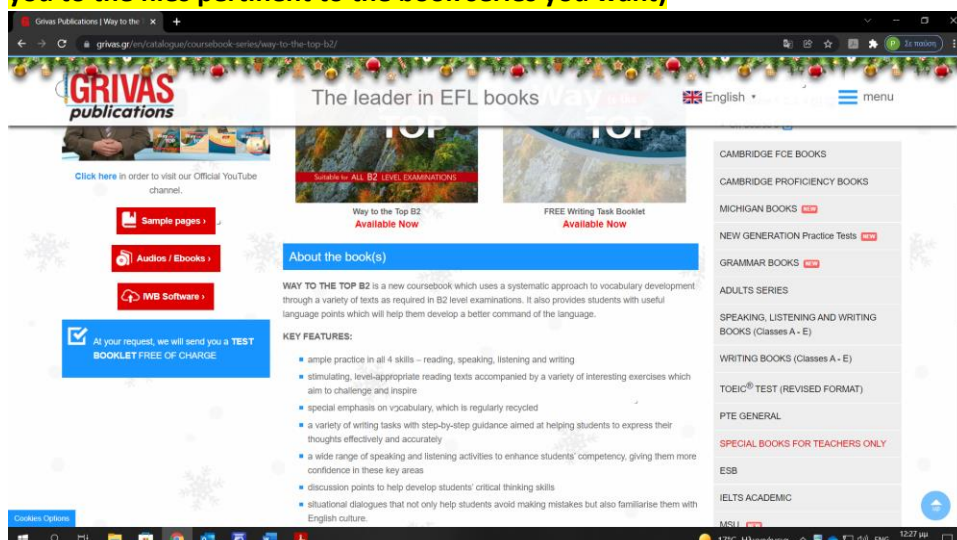 you to the files pertinent to the book series you want)
Grivas Publications | Way to the
grivas.gr/en/catalogue/coursebook-series/way-to-the-top-b2/
Σε παύση
GRIVAS
publications
The leader in EFL books
English
menu
Click here in order to visit our Official YouTube
channel.
Sample pages ›
Audios / Ebooks ›
IWB Software ›
At your request, we will send you a TEST
BOOKLET FREE OF CHARGE
TOP
Suitable for ALL B2 LEVEL EXAMINATIONS
Way to the Top B2
Available Now
Way
TOP
FREE Writing Task Booklet
Available Now
About the book(s)
WAY TO THE TOP B2 is a new coursebook which uses a systematic approach to vocabulary development
through a variety of texts as required in B2 level examinations. It also provides students with useful
language points which will help them develop a better command of the language.
KEY FEATURES:
ample practice in all 4 skills – reading, speaking, listening and writing
stimulating, level-appropriate reading texts accompanied by a variety of interesting exercises which
aim to challenge and inspire
special emphasis on vocabulary, which is regularly recycled
a variety of writing tasks with step-by-step guidance aimed at helping students to express their
thoughts effectively and accurately
a wide range of speaking and listening activities to enhance students' competency, giving them more
confidence in these key areas
discussion points to help develop students' critical thinking skills
situational dialogues that not only help students avoid making mistakes but also familiarise them with
English culture.
CAMBRIDGE FCE BOOKS
CAMBRIDGE PROFICIENCY BOOKS
MICHIGAN BOOKS NEW
NEW GENERATION Practice Tests NEW
GRAMMAR BOOKS NEW
ADULTS SERIES
SPEAKING, LISTENING AND WRITING
BOOKS (Classes A - E)
WRITING BOOKS (Classes A - E)
TOEIC® TEST (REVISED FORMAT)
PTE GENERAL
SPECIAL BOOKS FOR TEACHERS ONLY
ESB
IELTS ACADEMIC
MSU
Cookies Options
17°C
ENG
12:27 μμ